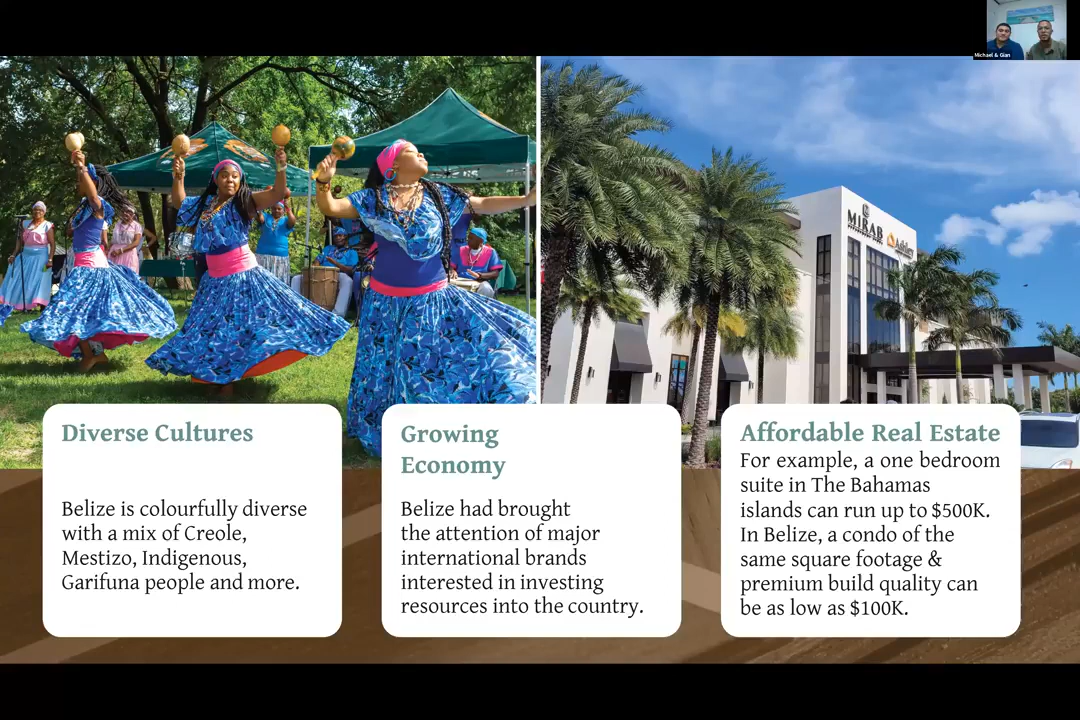 Michael & Gian
MIRAB
Ashley
Diverse Cultures
Belize is colourfully diverse
with a mix of Creole,
Mestizo, Indigenous,
Garifuna people and more.
Growing
Economy
Belize had brought
the attention of major
international brands
interested in investing
resources into the country.
Affordable Real Estate
For example, a one bedroom
suite in The Bahamas
islands can run up to $500K.
In Belize, a condo of the
same square footage &
premium build quality can
be as low as $100K.